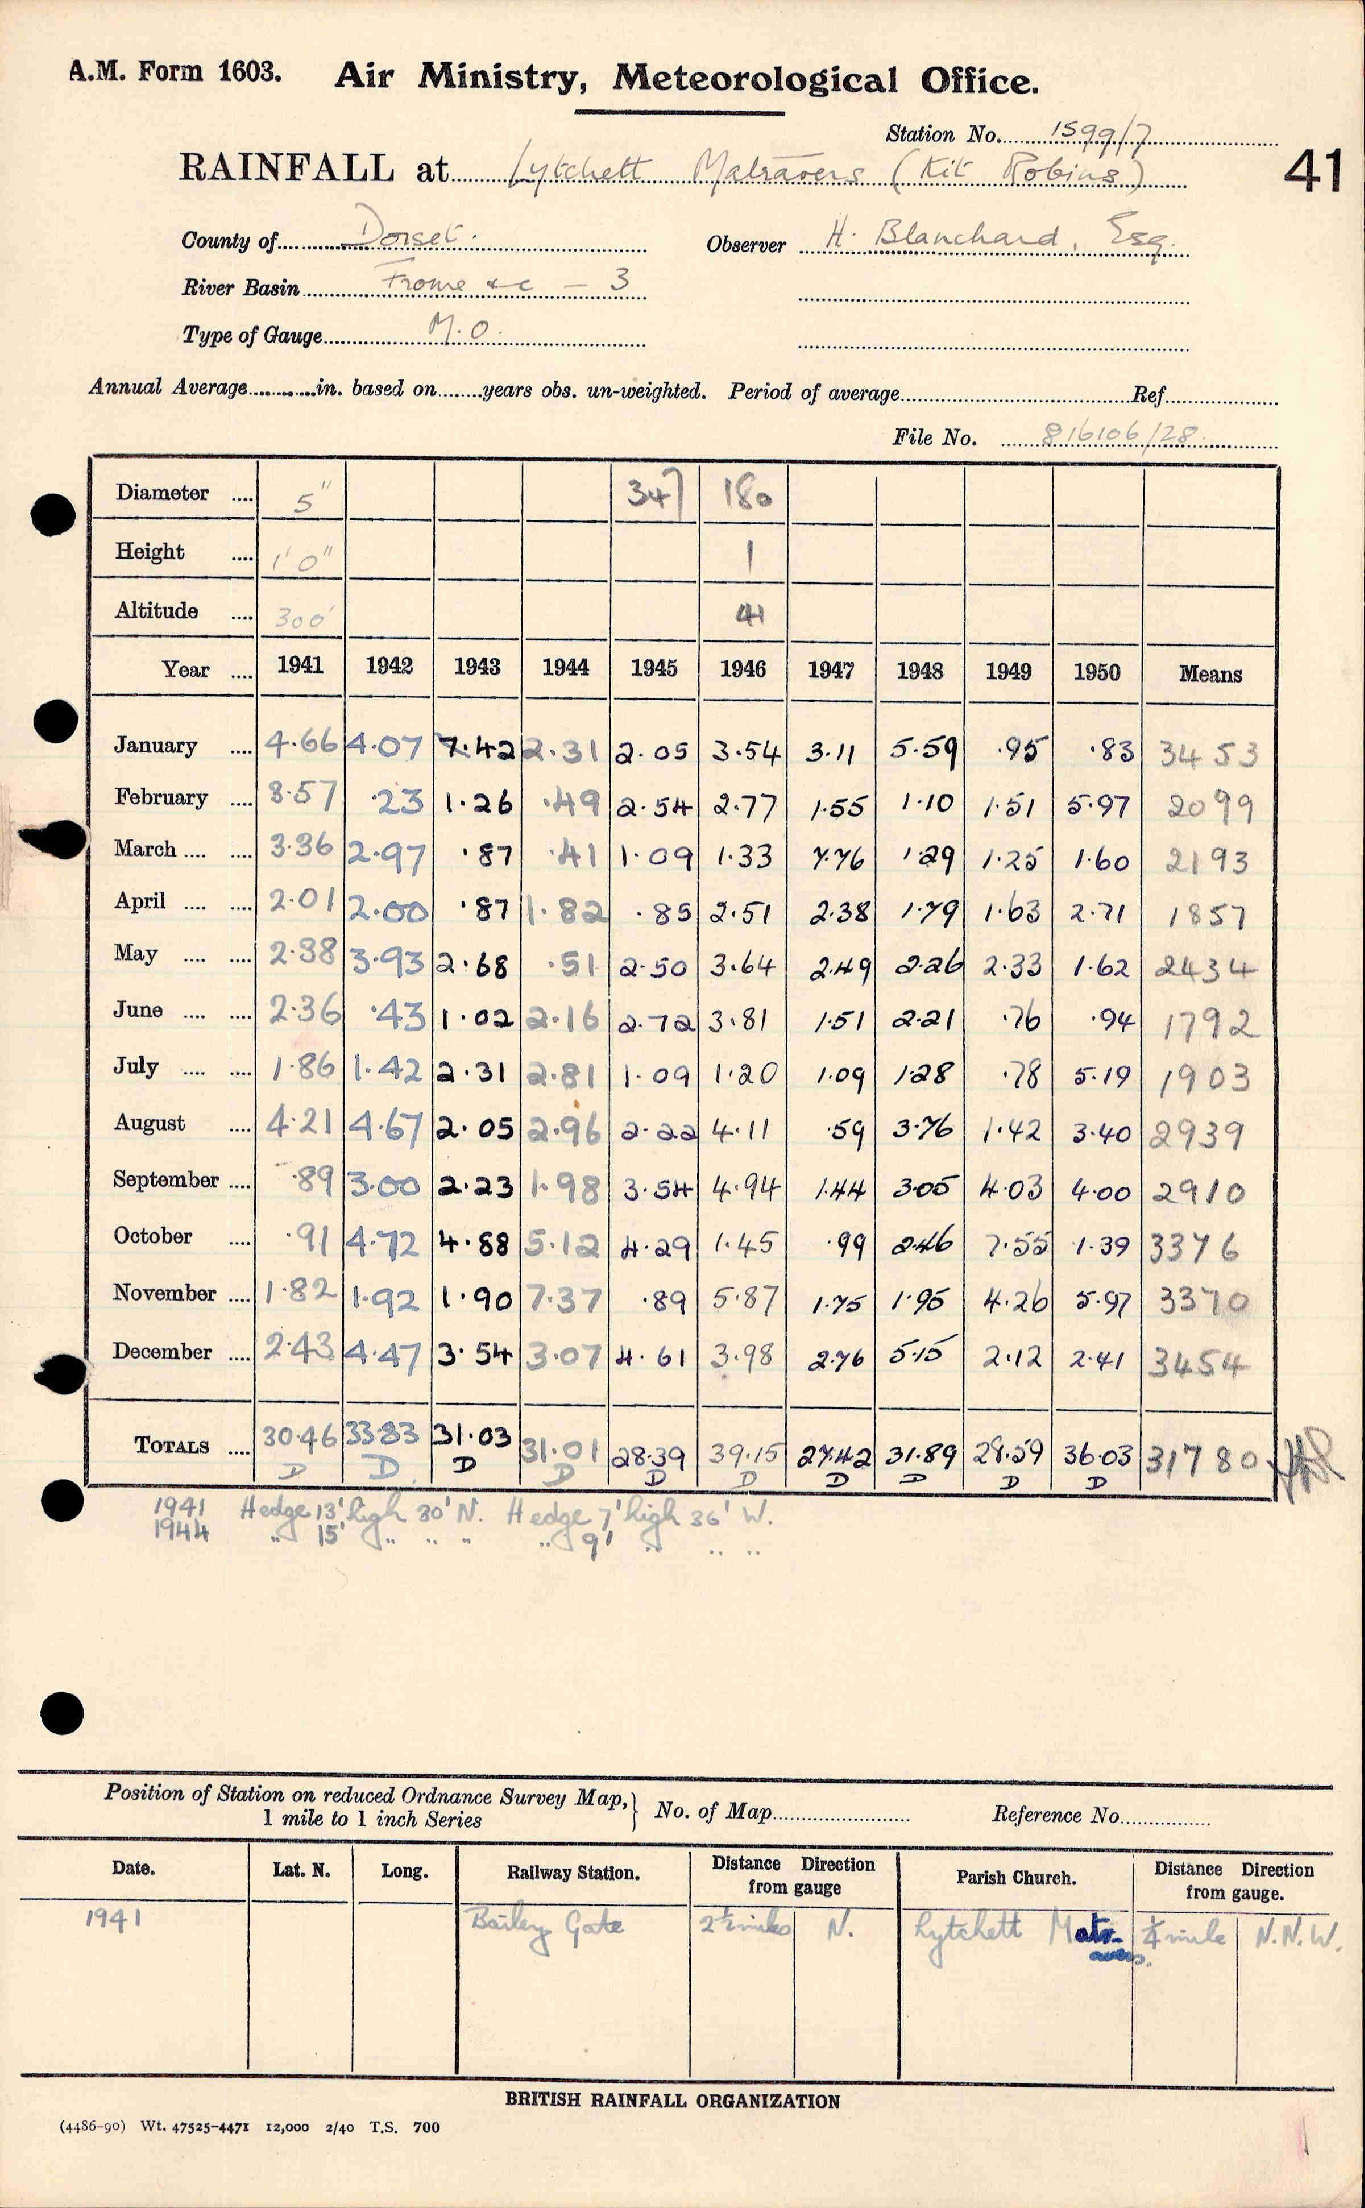 A.M. Form 1603. Air Ministry, Meteorological Office.
Station No. 1599/7
41
RAINFALL at Lytchett Matravers (Kit Robins)
County of Dorset. Observer H. Blanchard, Esq.
River Basin Frome &c – 3
Type of Gauge M.O.
Annual Average in. based on years obs. un-weighted. Period of average Ref
File No. 816106/28
Diameter .... 5" 347 180
Height .... 1'0" 1
Altitude .... 300' 41
Year .... 1941 1942 1943 1944 1945 1946 1947 1948 1949 1950 Means
January .... 4.66 4.07 7.42 2.31 2.05 3.54 3.11 5.59 .95 .83 3453
February .... 3.57 .23 1.26 .49 2.54 2.77 1.55 1.10 1.51 5.97 2099
March .... .... 3.36 2.97 .87 .41 1.09 1.33 7.76 1.29 1.25 1.60 2193
April .... .... 2.01 2.00 .87 1.82 .85 2.51 2.38 1.79 1.63 2.71 1857
May .... .... 2.38 3.93 2.68 .51 2.50 3.64 2.49 2.26 2.33 1.62 2434
June .... .... 2.36 .43 1.02 2.16 2.72 3.81 1.51 2.21 .76 .94 1792
July .... .... 1.86 1.42 2.31 2.81 1.09 1.20 1.09 1.28 .78 5.19 1903
August .... 4.21 4.67 2.05 2.96 2.22 4.11 .59 3.76 1.42 3.40 2939
September .... .89 3.00 2.23 1.98 3.54 4.94 1.44 3.05 4.03 4.00 2910
October .... .91 4.72 4.88 5.12 4.29 1.45 .99 2.46 7.55 1.39 3376
November .... 1.82 1.92 1.90 7.37 .89 5.87 1.75 1.95 4.26 5.97 3370
December .... 2.43 4.47 3.54 3.07 4.61 3.98 2.76 5.15 2.12 2.41 3454
TOTALS .... 30.46 33.83 31.03 31.01 28.39 39.15 27.42 31.89 28.59 36.03 31780
D D D D D D D D D D
1941 Hedge 13' high 30' N. Hedge 7' high 36' W.
1944 " 15' " " " " 9' " " "
Position of Station on reduced Ordnance Survey Map, } No. of Map Reference No.
1 mile to 1 inch Series
Date. Lat. N. Long. Railway Station. Distance Direction from gauge Parish Church. Distance Direction from gauge.
1941 Bailey Gate 2½ miles N. Lytchett Matr- ¼ mile N.N.W.
avers.
BRITISH RAINFALL ORGANIZATION
(4486-90) Wt. 47525-4471 12,000 2/40 T.S. 700